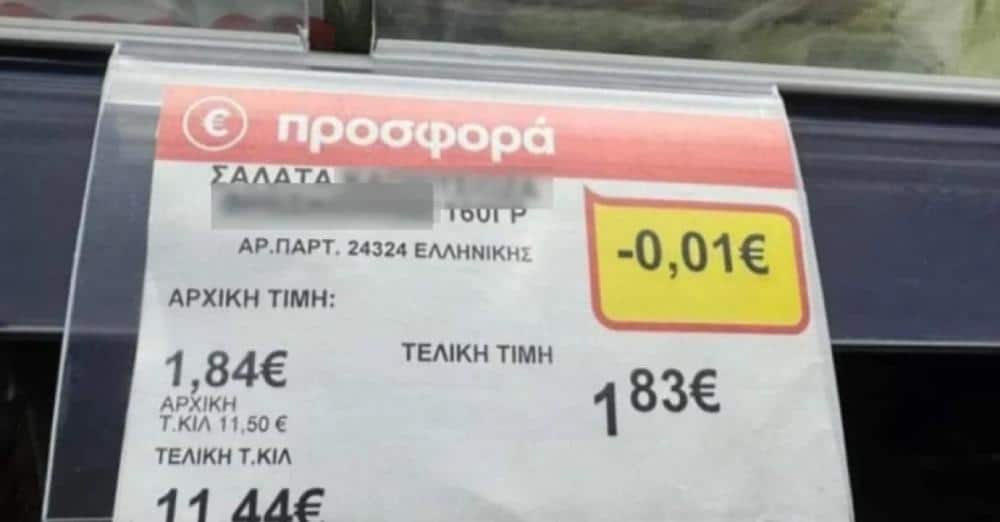 € προσφορά
ΣΑΛΑΤΑ
160ΓΡ
-0,01€
ΑΡ.ΠΑΡΤ. 24324 ΕΛΛΗΝΙΚΗΣ
ΑΡΧΙΚΗ ΤΙΜΗ:
ΤΕΛΙΚΗ ΤΙΜΗ
1,84€
183€
ΑΡΧΙΚΗ
Τ.ΚΙΛ 11,50 €
ΤΕΛΙΚΗ Τ.ΚΙΛ
11,44€